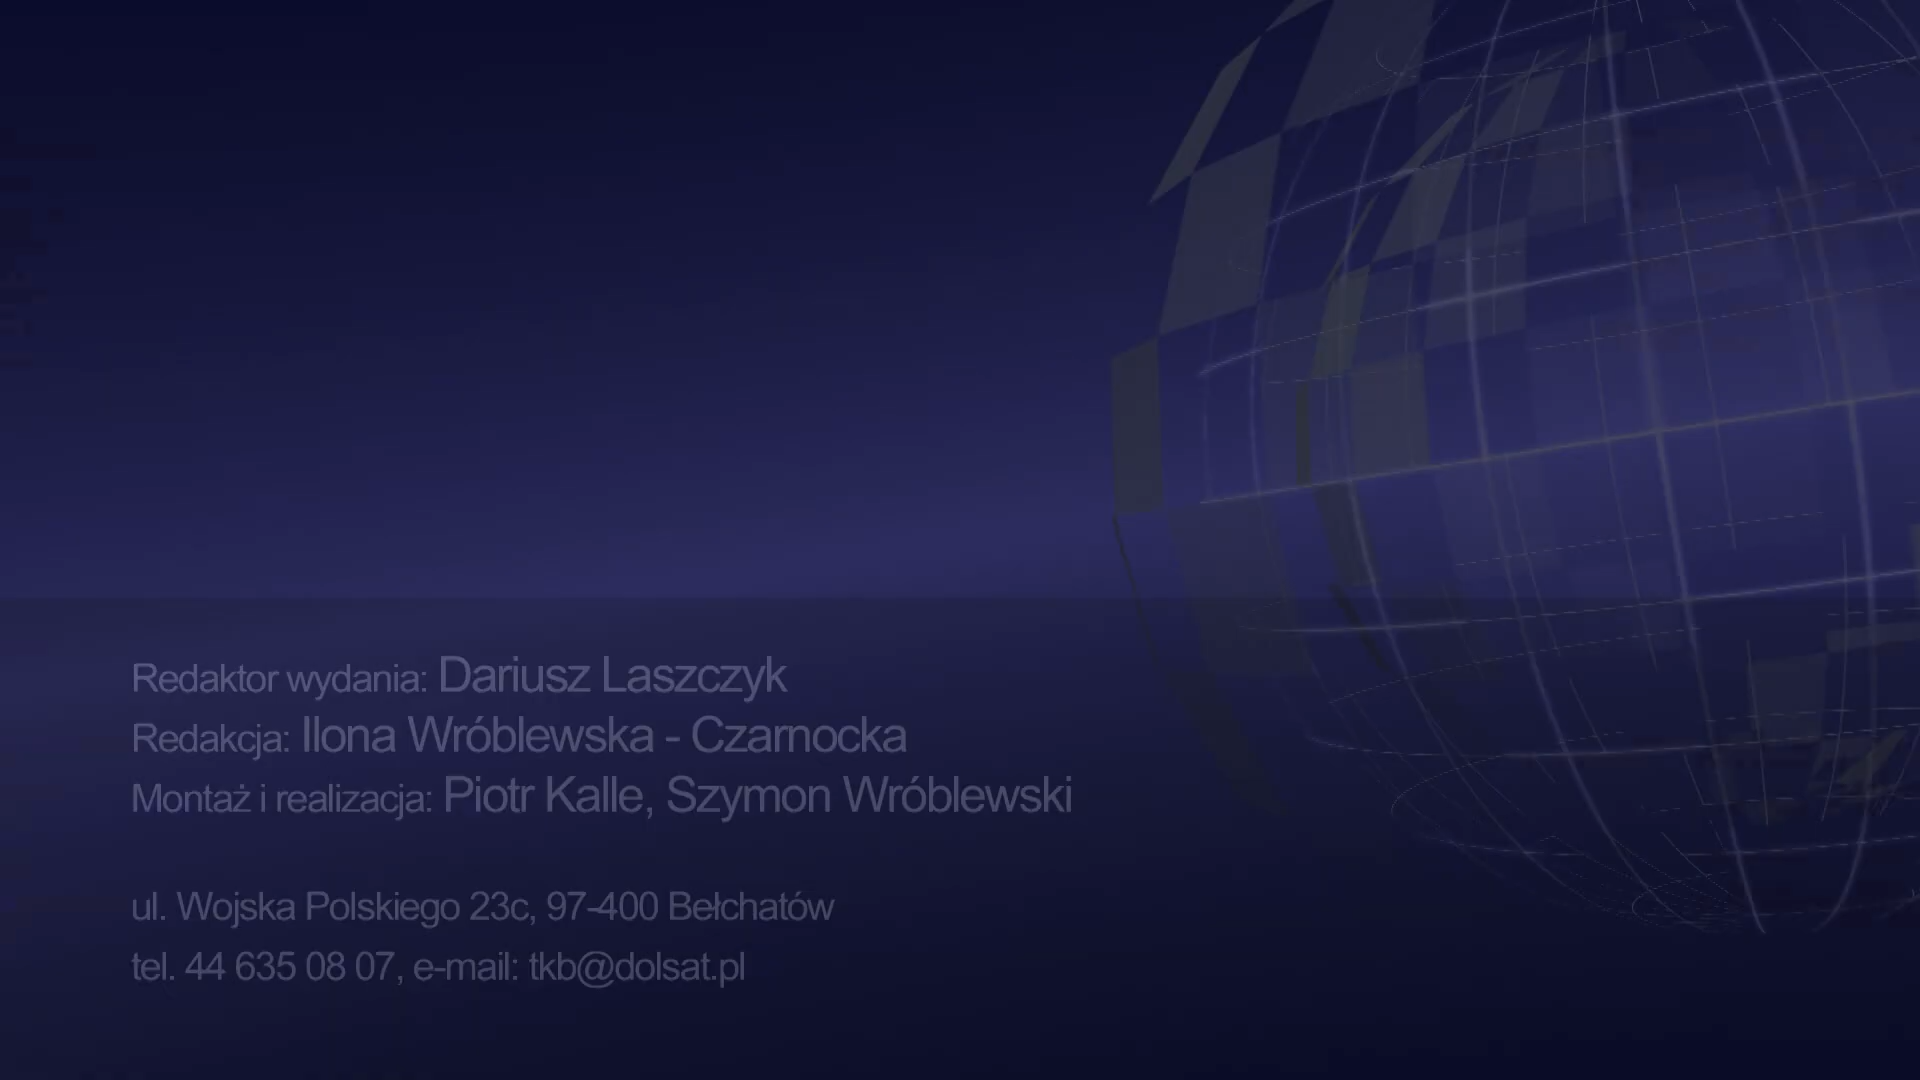 Redaktor wydania: Dariusz Laszczyk
Redakcja: Ilona Wróblewska - Czarnocka
Montaż i realizacja: Piotr Kalle, Szymon Wróblewski
ul. Wojska Polskiego 23c, 97-400 Bełchatów
tel. 44 635 08 07, e-mail: tkb@dolsat.pl